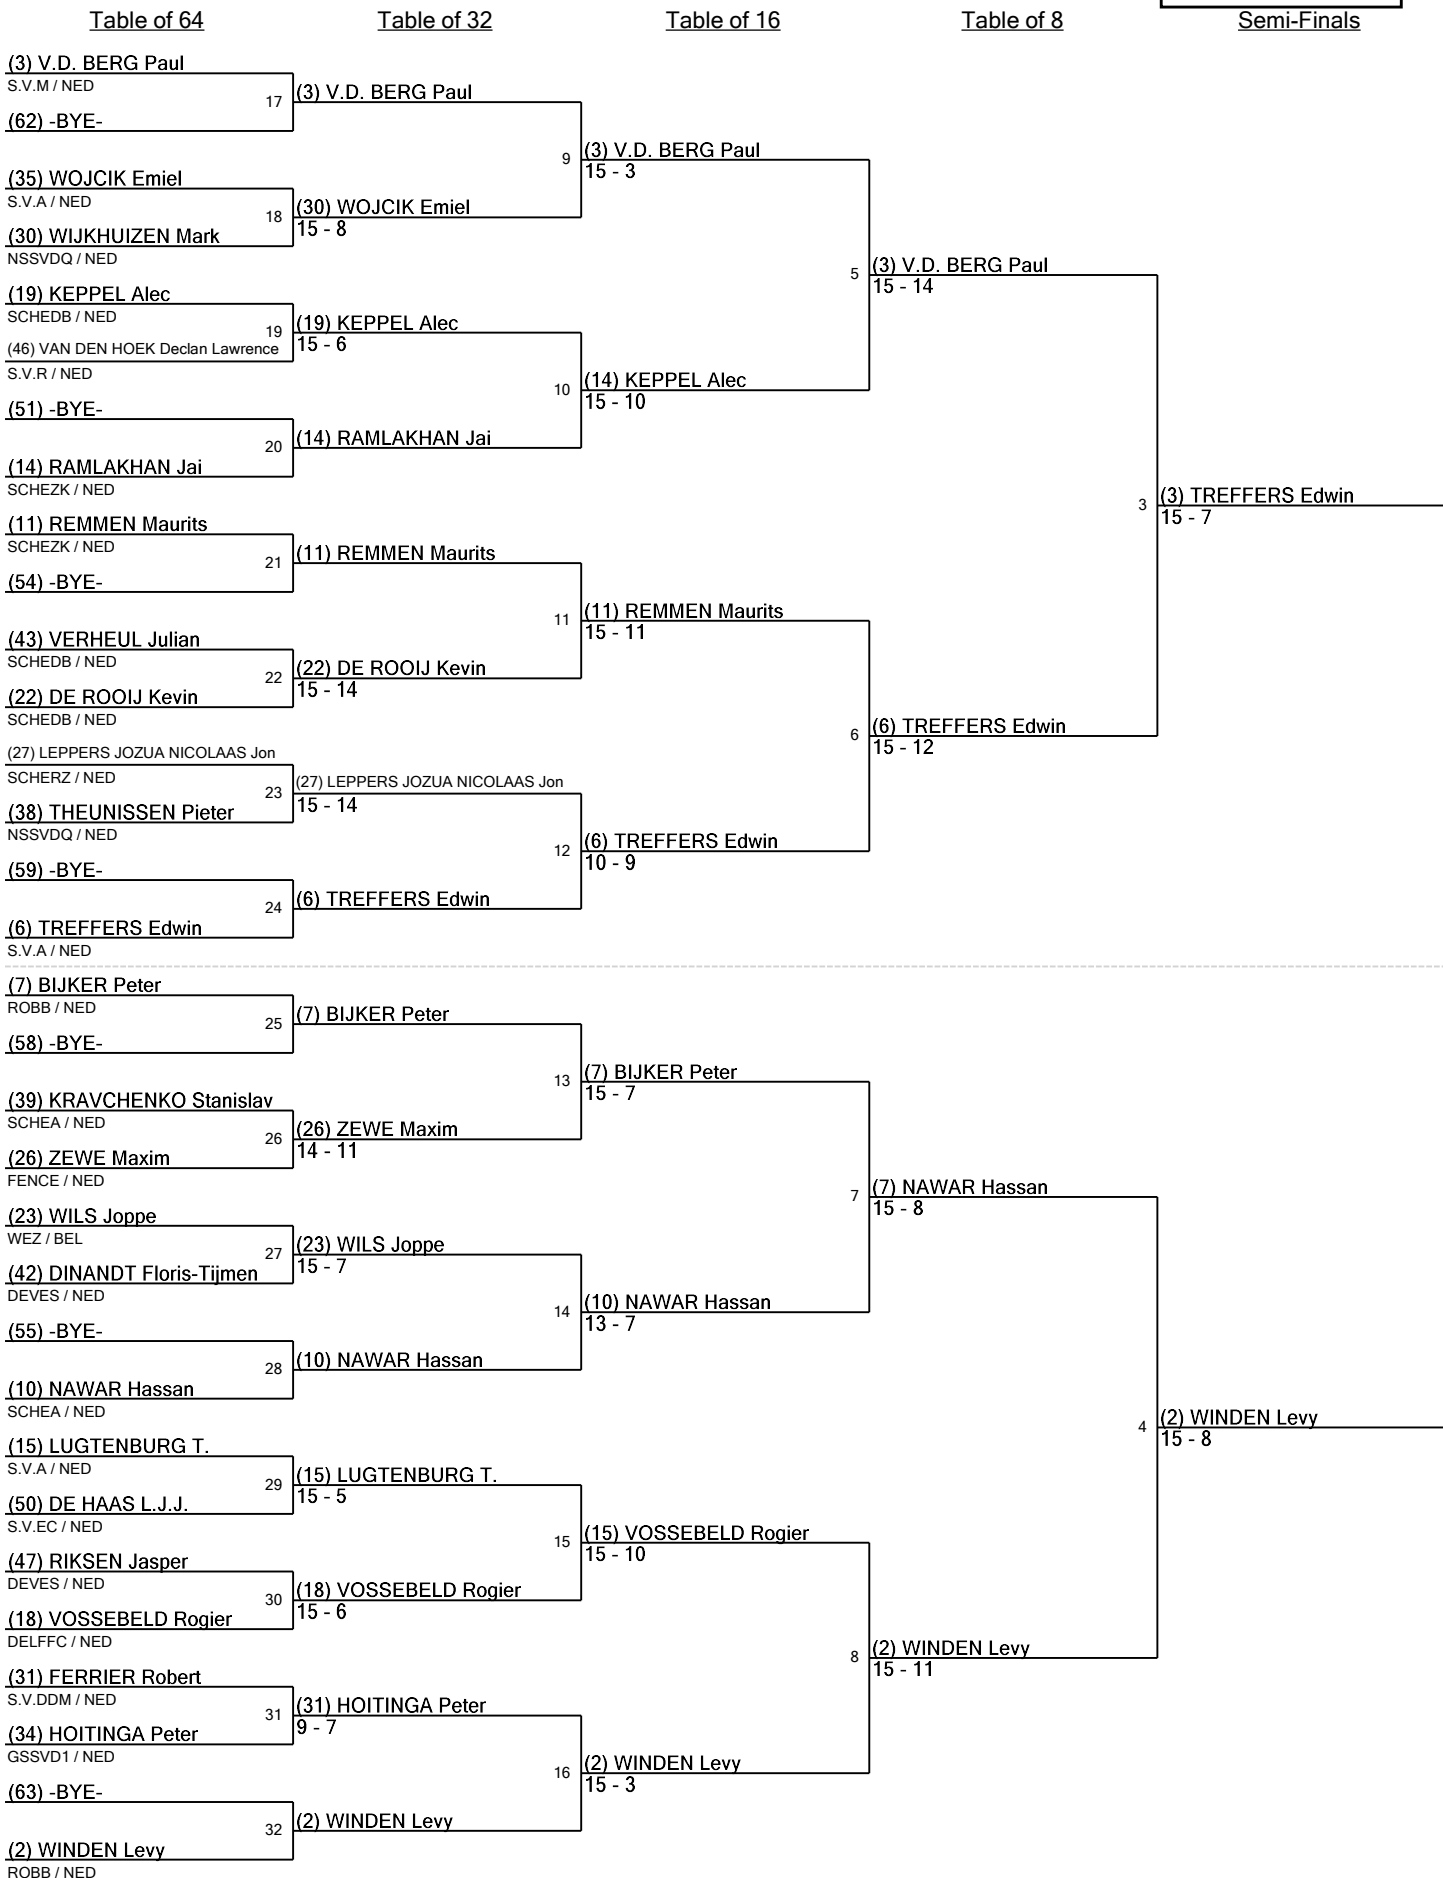 Table of 64
Table of 32
Table of 16
Table of 8
Semi-Finals
(3) V.D. BERG Paul
S.V.M / NED
17
(62) -BYE-
(35) WOJCIK Emiel
S.V.A / NED
18
(30) WIJKHUIZEN Mark
NSSVDQ / NED
(19) KEPPEL Alec
SCHEDB / NED
19
(46) VAN DEN HOEK Declan Lawrence
S.V.R / NED
(51) -BYE-
20
(14) RAMLAKHAN Jai
SCHEZK / NED
(11) REMMEN Maurits
SCHEZK / NED
21
(54) -BYE-
(43) VERHEUL Julian
SCHEDB / NED
22
(22) DE ROOIJ Kevin
SCHEDB / NED
(27) LEPPERS JOZUA NICOLAAS Jon
SCHERZ / NED
23
(38) THEUNISSEN Pieter
NSSVDQ / NED
(59) -BYE-
24
(6) TREFFERS Edwin
S.V.A / NED
(7) BIJKER Peter
ROBB / NED
25
(58) -BYE-
(39) KRAVCHENKO Stanislav
SCHEA / NED
26
(26) ZEWE Maxim
FENCE / NED
(23) WILS Joppe
WEZ / BEL
27
(42) DINANDT Floris-Tijmen
DEVES / NED
(55) -BYE-
28
(10) NAWAR Hassan
SCHEA / NED
(15) LUGTENBURG T.
S.V.A / NED
29
(50) DE HAAS L.J.J.
S.V.EC / NED
(47) RIKSEN Jasper
DEVES / NED
30
(18) VOSSEBELD Rogier
DELFFC / NED
(31) FERRIER Robert
S.V.DDM / NED
31
(34) HOITINGA Peter
GSSVD1 / NED
(63) -BYE-
32
(2) WINDEN Levy
ROBB / NED
(3) V.D. BERG Paul
9
(30) WOJCIK Emiel
15 - 8
(19) KEPPEL Alec
15 - 6
10
(14) RAMLAKHAN Jai
(11) REMMEN Maurits
11
(22) DE ROOIJ Kevin
15 - 14
(27) LEPPERS JOZUA NICOLAAS Jon
15 - 14
12
(6) TREFFERS Edwin
(7) BIJKER Peter
13
(26) ZEWE Maxim
14 - 11
(23) WILS Joppe
15 - 7
14
(10) NAWAR Hassan
(15) LUGTENBURG T.
15 - 5
15
(18) VOSSEBELD Rogier
15 - 6
(31) HOITINGA Peter
9 - 7
16
(2) WINDEN Levy
(3) V.D. BERG Paul
15 - 3
5
(14) KEPPEL Alec
15 - 10
(11) REMMEN Maurits
15 - 11
6
(6) TREFFERS Edwin
10 - 9
(7) BIJKER Peter
15 - 7
7
(10) NAWAR Hassan
13 - 7
(15) VOSSEBELD Rogier
15 - 10
8
(2) WINDEN Levy
15 - 3
(3) V.D. BERG Paul
15 - 14
3
(6) TREFFERS Edwin
15 - 12
(7) NAWAR Hassan
15 - 8
4
(2) WINDEN Levy
15 - 11
(3) TREFFERS Edwin
15 - 7
(2) WINDEN Levy
15 - 8